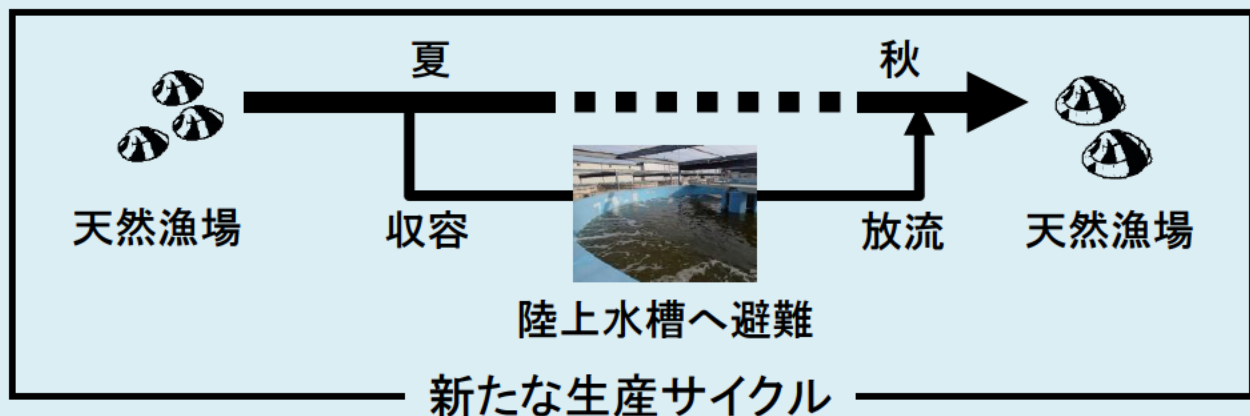 夏
秋
天然漁場
収容
放流
天然漁場
陸上水槽へ避難
新たな生産サイクル